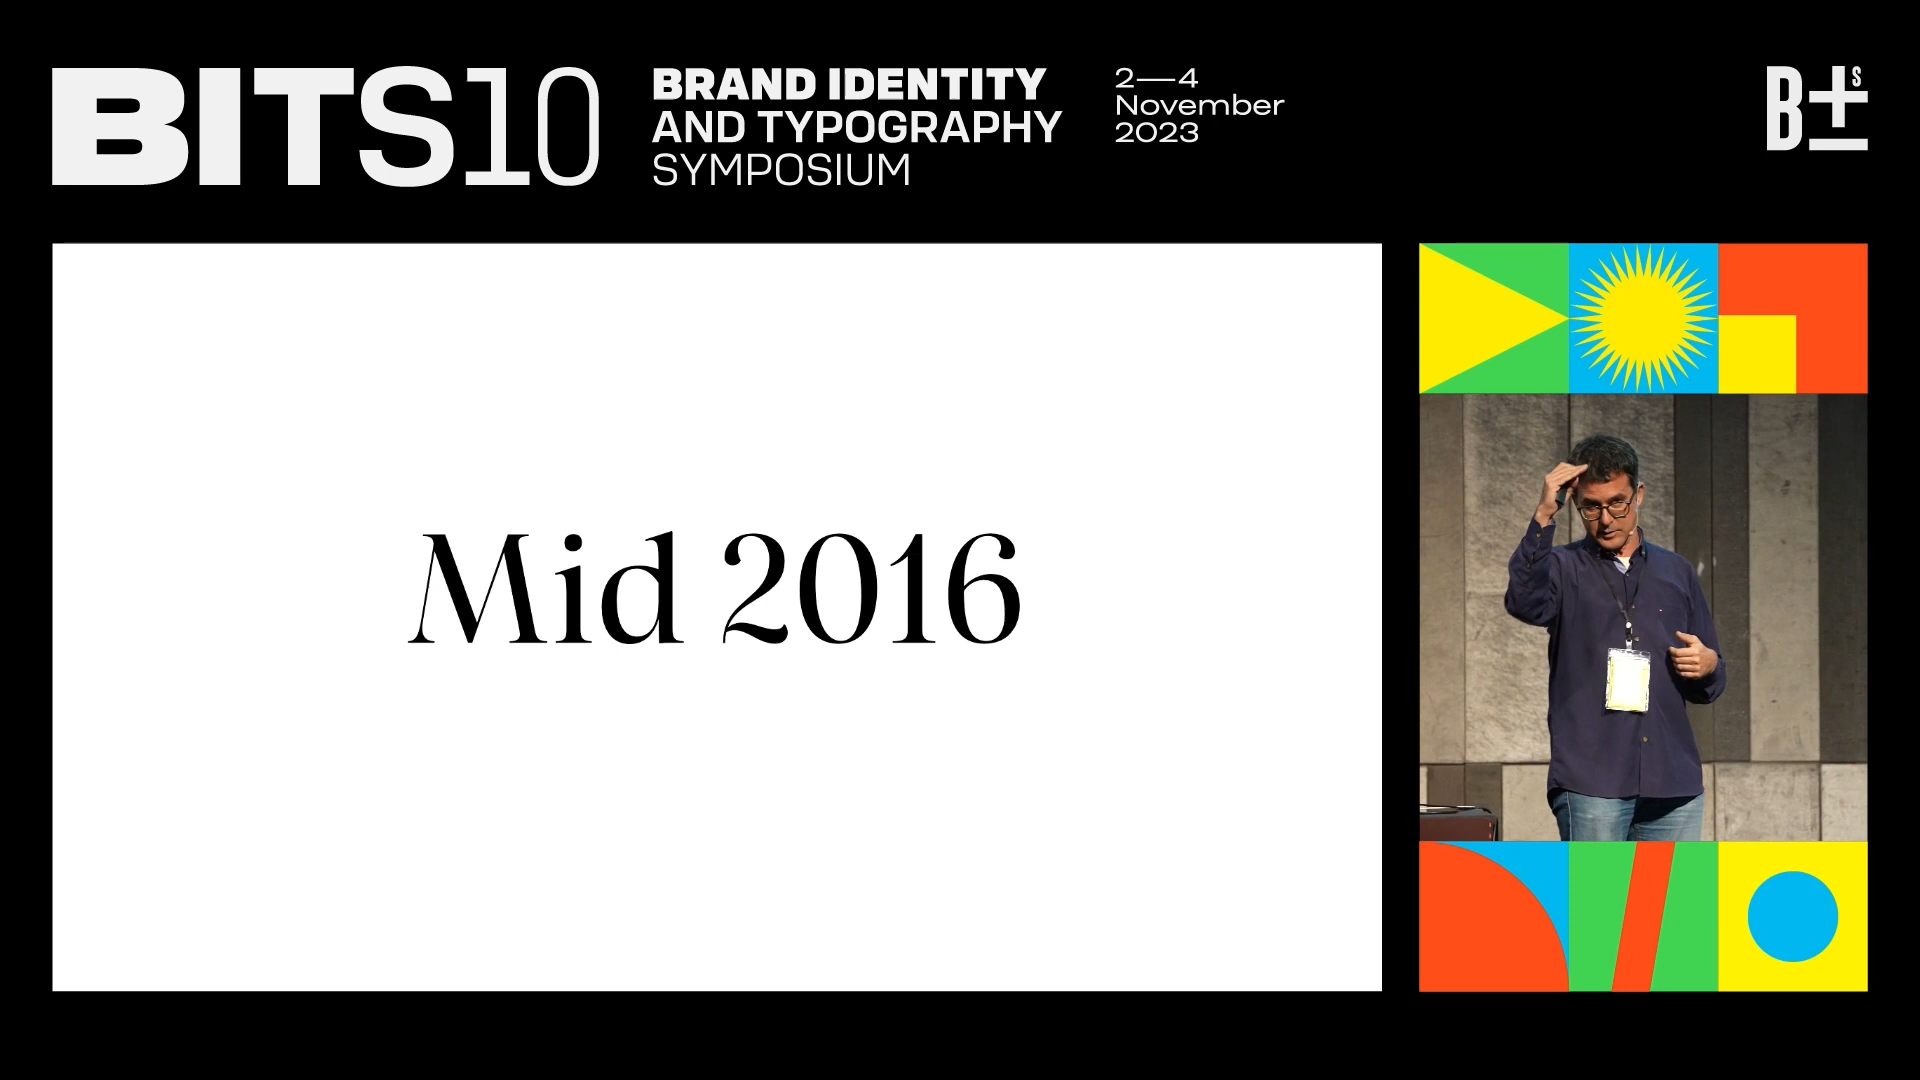 BITS10
BRAND IDENTITY
AND TYPOGRAPHY
SYMPOSIUM
2—4
November
2023
B±s
Mid 2016